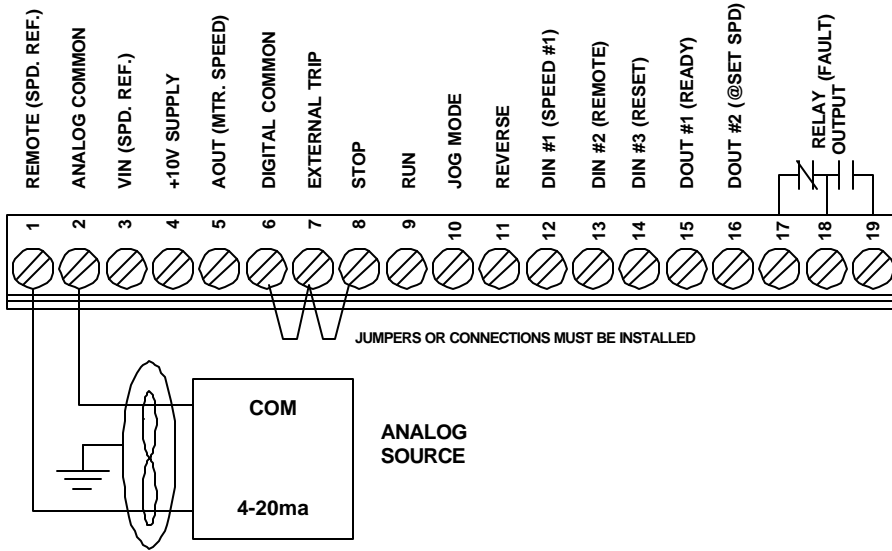 REMOTE (SPD. REF.)
ANALOG COMMON
VIN (SPD. REF.)
+10V SUPPLY
AOUT (MTR. SPEED)
DIGITAL COMMON
EXTERNAL TRIP
STOP
RUN
JOG MODE
REVERSE
DIN #1 (SPEED #1)
DIN #2 (REMOTE)
DIN #3 (RESET)
DOUT #1 (READY)
DOUT #2 (@SET SPD)
RELAY (FAULT)
OUTPUT
1 2 3 4 5 6 7 8 9 10 11 12 13 14 15 16 17 18 19
JUMPERS OR CONNECTIONS MUST BE INSTALLED
COM
ANALOG
SOURCE
4-20ma